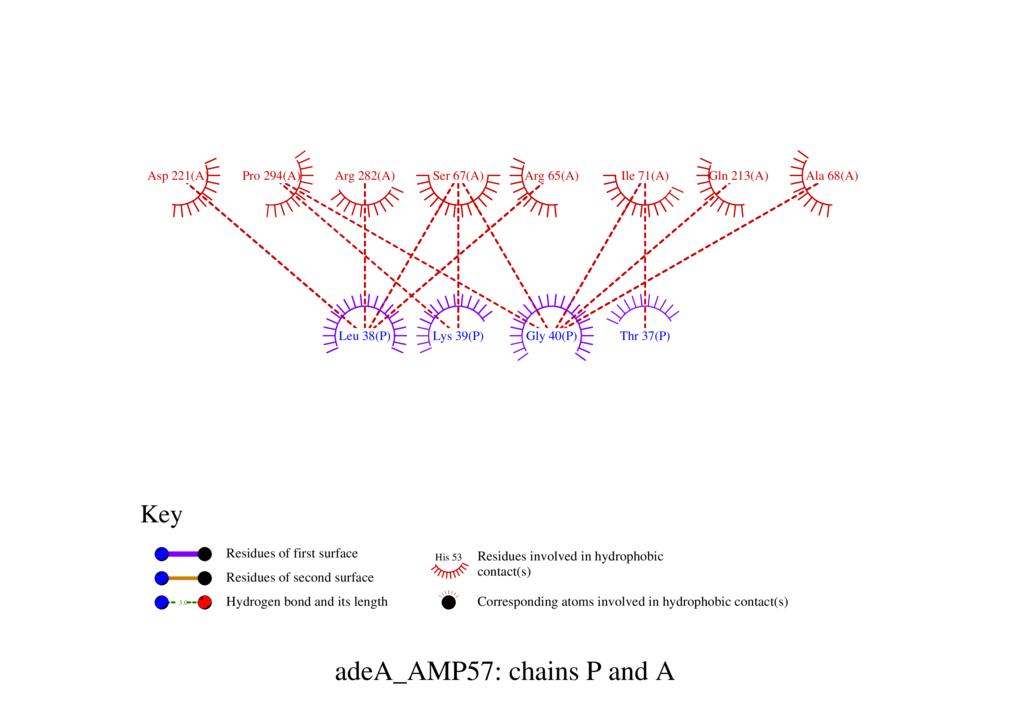 Asp 221(A) Pro 294(A) Arg 282(A) Ser 67(A) Arg 65(A) Ile 71(A) Gln 213(A) Ala 68(A)
Leu 38(P) Lys 39(P) Gly 40(P) Thr 37(P)
Key
Residues of first surface
Residues of second surface
3.0
Hydrogen bond and its length
His 53
Residues involved in hydrophobic
contact(s)
Corresponding atoms involved in hydrophobic contact(s)
adeA_AMP57: chains P and A